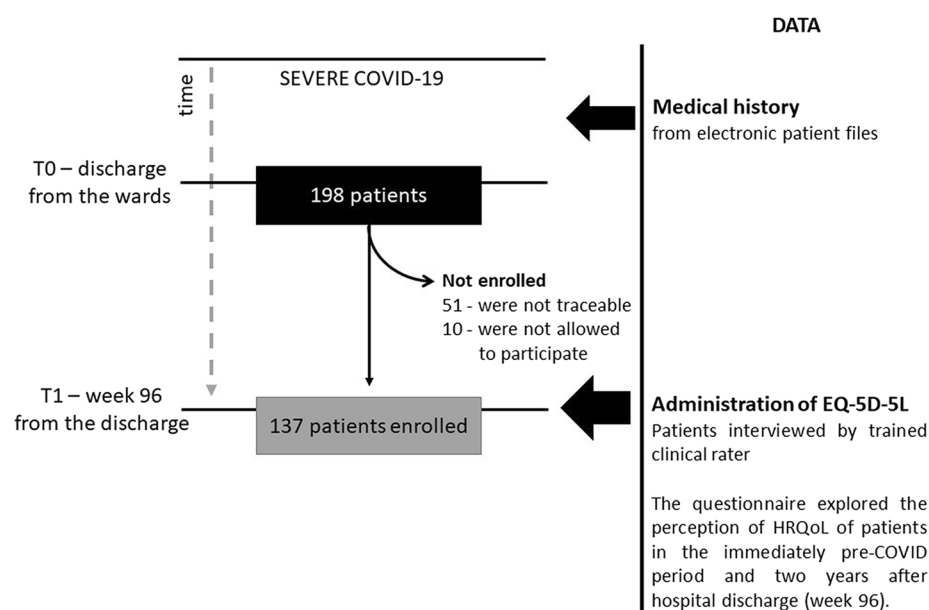 DATA
time
SEVERE COVID-19
Medical history
from electronic patient files
T0 – discharge
from the wards
198 patients
Not enrolled
51 - were not traceable
10 - were not allowed
to participate
T1 – week 96
from the discharge
137 patients enrolled
Administration of EQ-5D-5L
Patients interviewed by trained
clinical rater
The questionnaire explored the
perception of HRQoL of patients
in the immediately pre-COVID
period and two years after
hospital discharge (week 96).